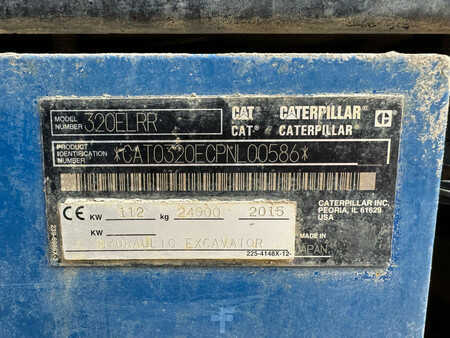 MODEL NUMBER 320ELRR
CAT CATERPILLAR
CAT® CATERPILLAR
PRODUCT IDENTIFICATION NUMBER *CAT0320ECPNL00586*
CE KW 112 kg 24900 2015
KW
HYDRAULIC EXCAVATOR
CATERPILLAR INC.
PEORIA, IL 61629
USA
MADE IN
JAPAN
225-4148X-12-